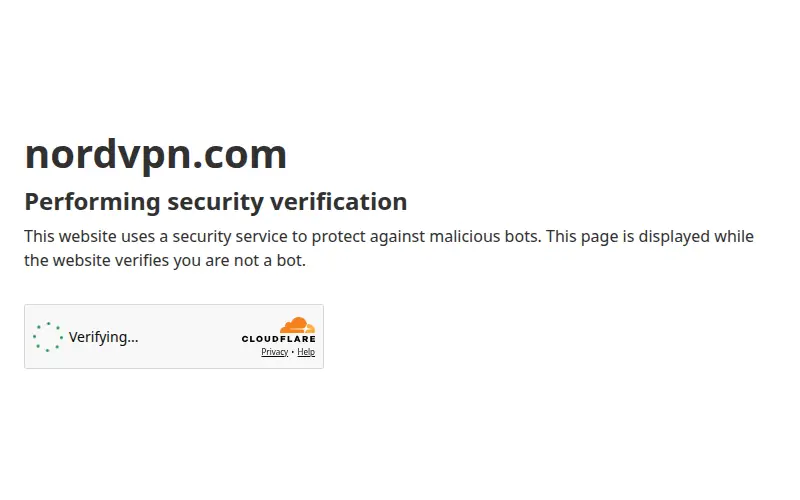 nordvpn.com
Performing security verification
This website uses a security service to protect against malicious bots. This page is displayed while
the website verifies you are not a bot.
Verifying...
CLOUDFLARE
Privacy • Help